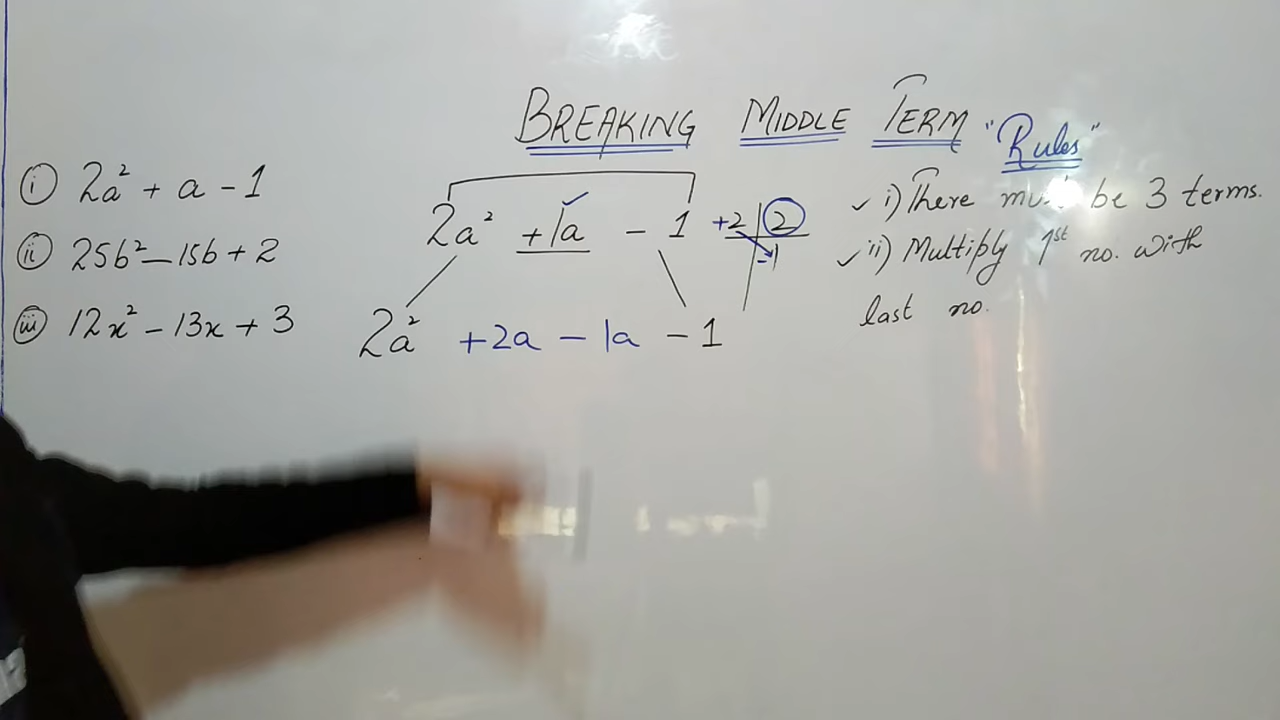 BREAKING MIDDLE TERM
"Rules"
i) 2a² + a - 1
ii) 25b² - 15b + 2
iii) 12x² - 13x + 3
2a² + 1a - 1
+2 | 2
-1
2a² + 2a - 1a - 1
✓ i) There must be 3 terms.
✓ ii) Multiply 1st no. with
last no.